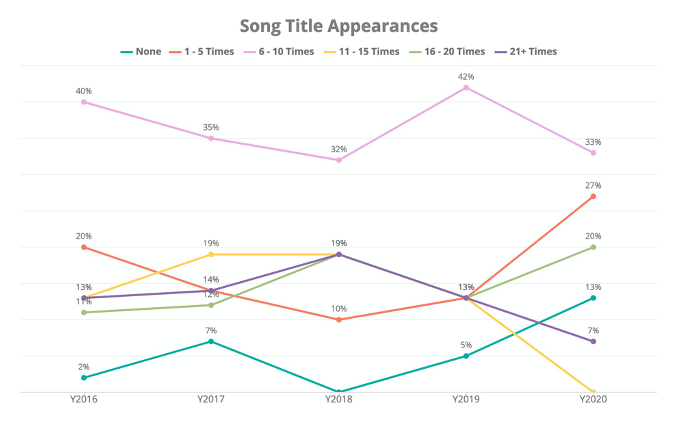 Song Title Appearances
None 1 - 5 Times 6 - 10 Times 11 - 15 Times 16 - 20 Times 21+ Times
42%
40%
35%
33%
32%
27%
20% 19% 19% 20%
13% 14% 13% 13%
11% 12% 10%
7% 7%
5%
2%
Y2016 Y2017 Y2018 Y2019 Y2020